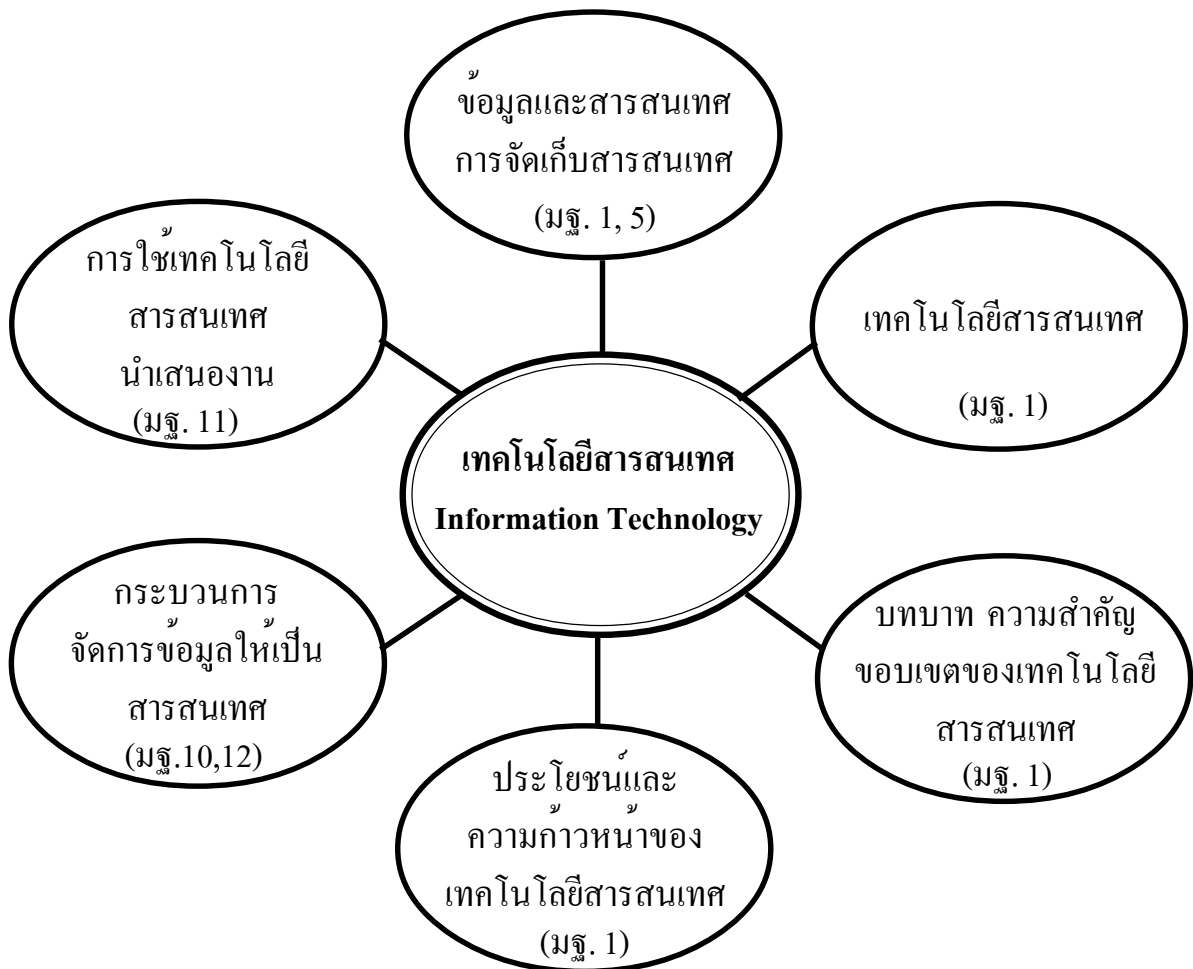 ข้อมูลและสารสนเทศ
การจัดเก็บสารสนเทศ
(มฐ. 1, 5)
การใช้เทคโนโลยี
สารสนเทศ
นำเสนองาน
(มฐ. 11)
เทคโนโลยีสารสนเทศ
(มฐ. 1)
เทคโนโลยีสารสนเทศ
Information Technology
กระบวนการ
จัดการข้อมูลให้เป็น
สารสนเทศ
(มฐ.10,12)
บทบาท ความสำคัญ
ขอบเขตของเทคโนโลยี
สารสนเทศ
(มฐ. 1)
ประโยชน์และ
ความก้าวหน้าของ
เทคโนโลยีสารสนเทศ
(มฐ. 1)